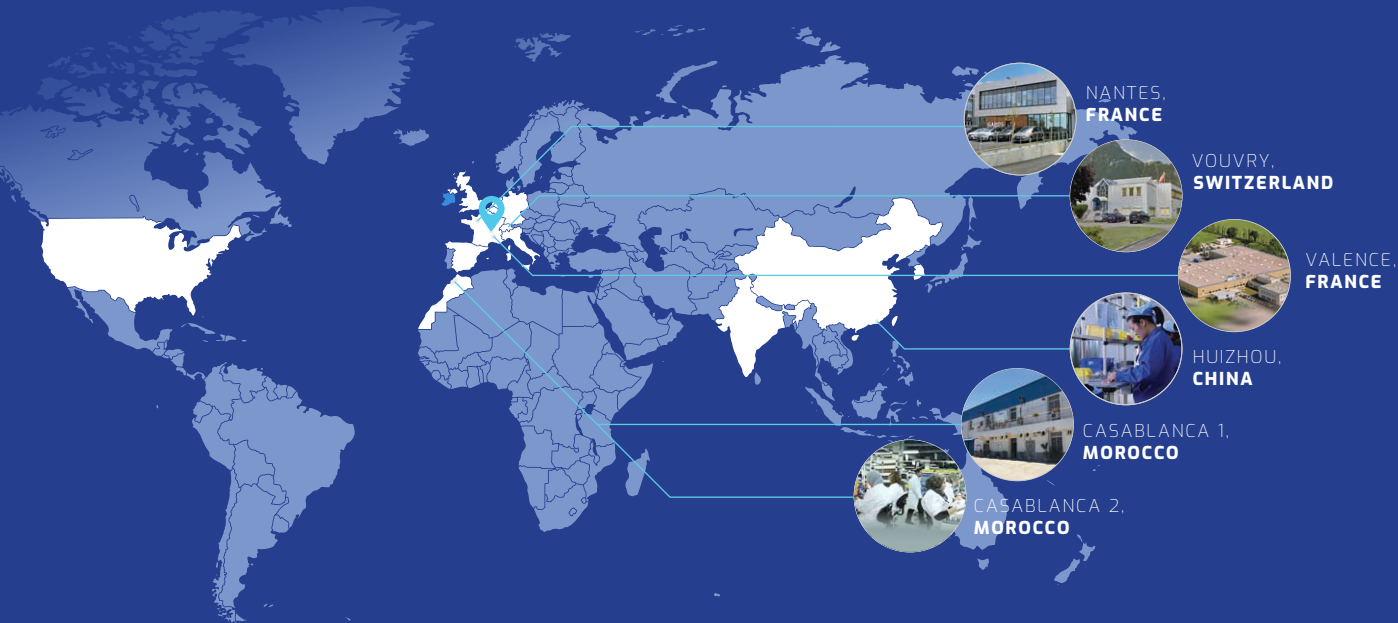 NANTES,
FRANCE
VOUVRY,
SWITZERLAND
VALENCE,
FRANCE
HUIZHOU,
CHINA
CASABLANCA 1,
MOROCCO
CASABLANCA 2,
MOROCCO